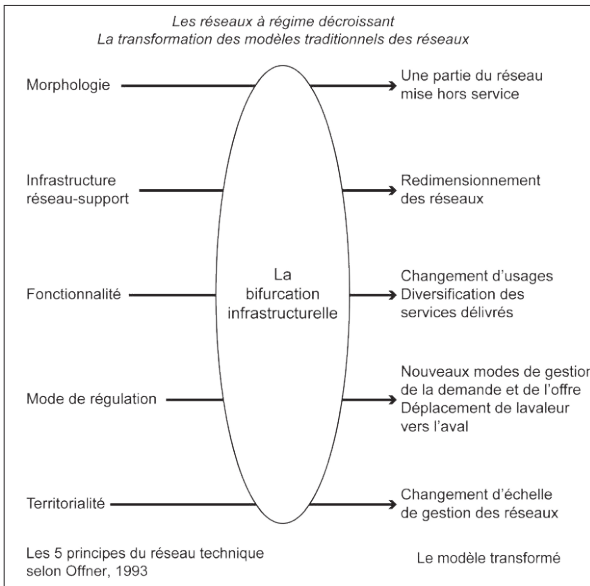 Les réseaux à régime décroissant
La transformation des modèles traditionnels des réseaux
Morphologie
Une partie du réseau
mise hors service
Infrastructure
réseau-support
Redimensionnement
des réseaux
La
bifurcation
infrastructurelle
Fonctionnalité
Changement d'usages
Diversification des
services délivrés
Mode de régulation
Nouveaux modes de gestion
de la demande et de l'offre
Déplacement de lavaleur
vers l'aval
Territorialité
Changement d'échelle
de gestion des réseaux
Les 5 principes du réseau technique
selon Offner, 1993
Le modèle transformé